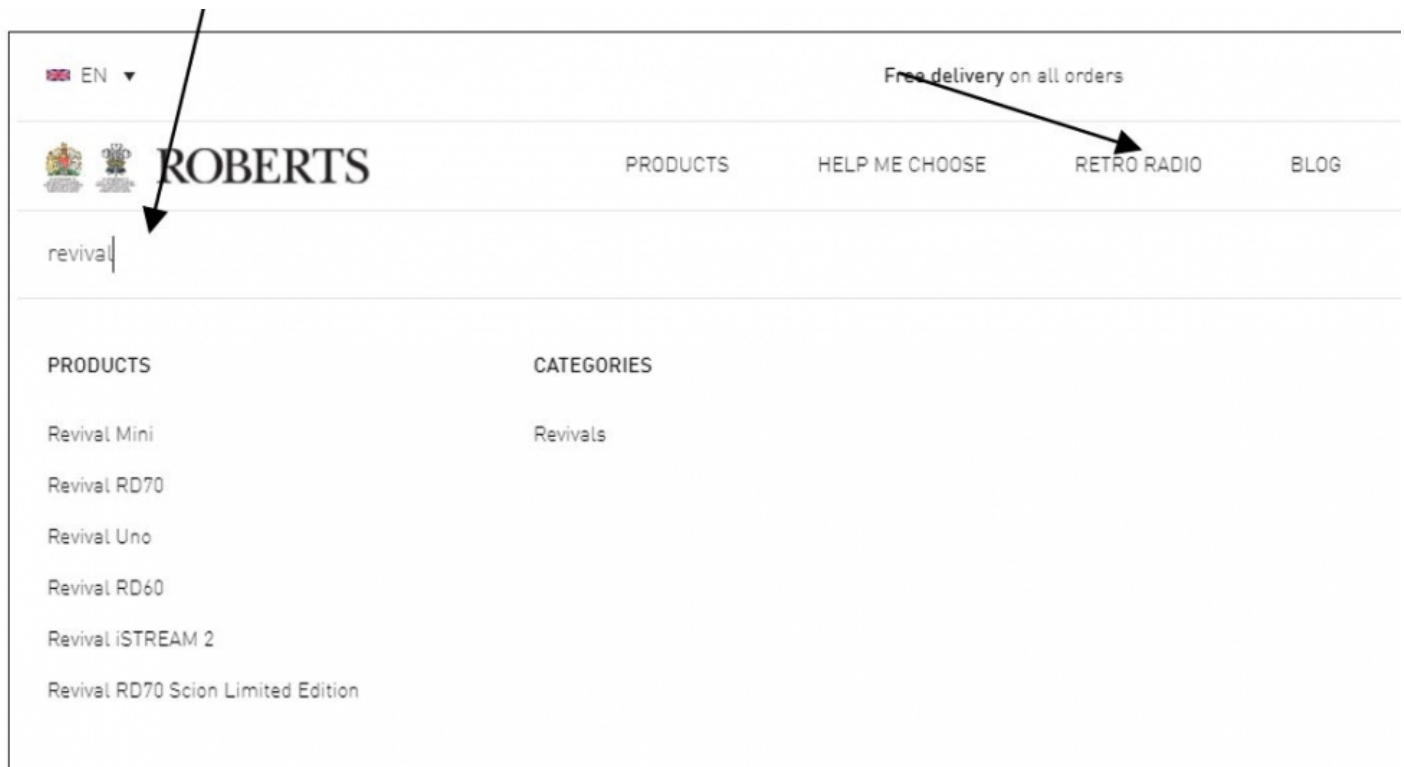 EN
Free delivery on all orders
ROBERTS
PRODUCTS HELP ME CHOOSE RETRO RADIO BLOG
revival
PRODUCTS CATEGORIES
Revival Mini Revivals
Revival RD70
Revival Uno
Revival RD60
Revival iSTREAM 2
Revival RD70 Scion Limited Edition